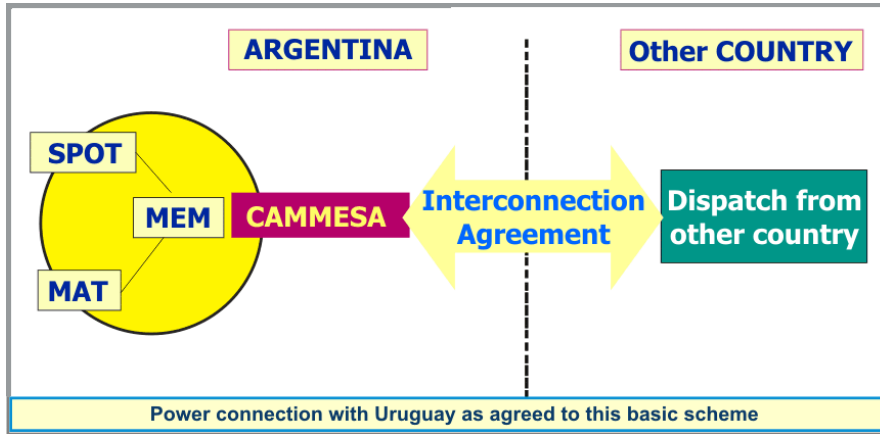 ARGENTINA
Other COUNTRY
SPOT
MEM
CAMMESA
MAT
Interconnection
Agreement
Dispatch from
other country
Power connection with Uruguay as agreed to this basic scheme